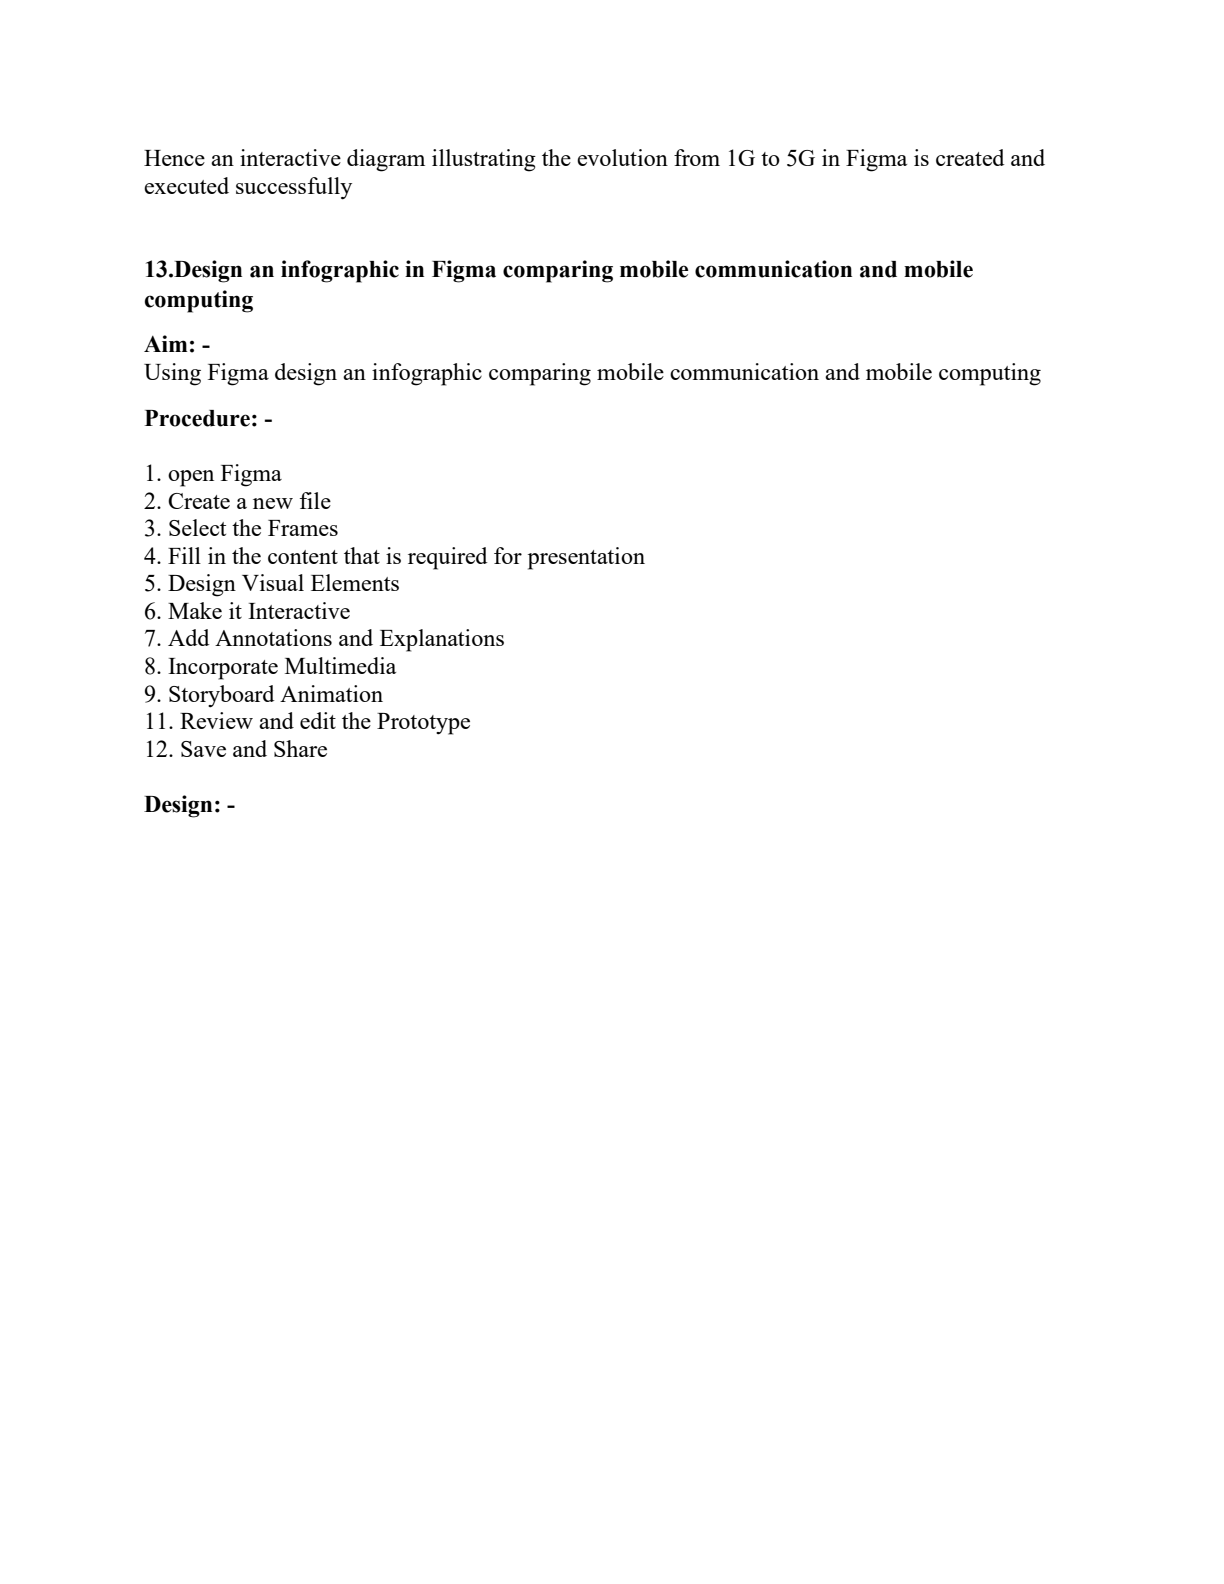 Hence an interactive diagram illustrating the evolution from 1G to 5G in Figma is created and
executed successfully
13.Design an infographic in Figma comparing mobile communication and mobile
computing
Aim: -
Using Figma design an infographic comparing mobile communication and mobile computing
Procedure: -
1. open Figma
2. Create a new file
3. Select the Frames
4. Fill in the content that is required for presentation
5. Design Visual Elements
6. Make it Interactive
7. Add Annotations and Explanations
8. Incorporate Multimedia
9. Storyboard Animation
11. Review and edit the Prototype
12. Save and Share
Design: -